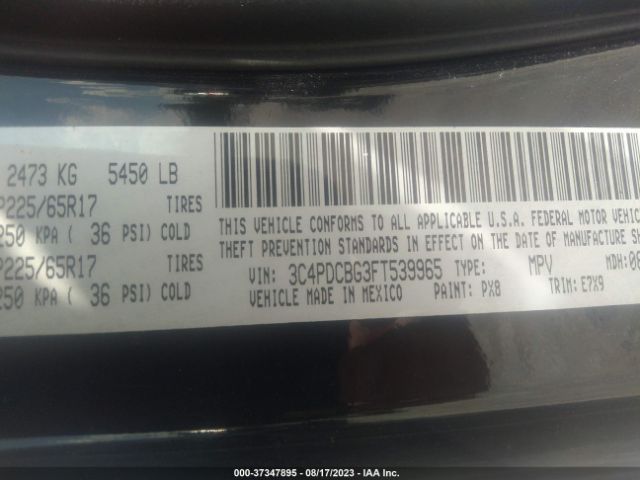 2473 KG 5450 LB
P225/65R17 TIRES
250 KPA ( 36 PSI) COLD
P225/65R17 TIRES
250 KPA ( 36 PSI) COLD
THIS VEHICLE CONFORMS TO ALL APPLICABLE U.S.A. FEDERAL MOTOR VEHICLE
THEFT PREVENTION STANDARDS IN EFFECT ON THE DATE OF MANUFACTURE SH
VIN: 3C4PDCBG3FT539965 TYPE: MPV MDH: 06
VEHICLE MADE IN MEXICO PAINT: PX8 TRIM: E7X9
000-37347895 - 08/17/2023 - IAA Inc.